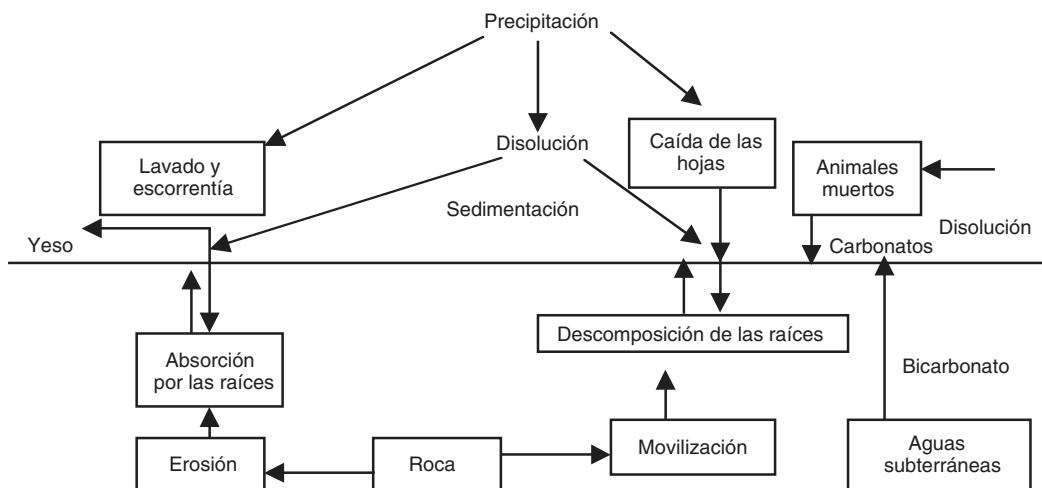 Precipitación
Lavado y
escorrentía
Disolución
Caída de las
hojas
Animales
muertos
Sedimentación
Disolución
Yeso
Carbonatos
Descomposición de las raíces
Absorción
por las raíces
Bicarbonato
Erosión
Roca
Movilización
Aguas
subterráneas